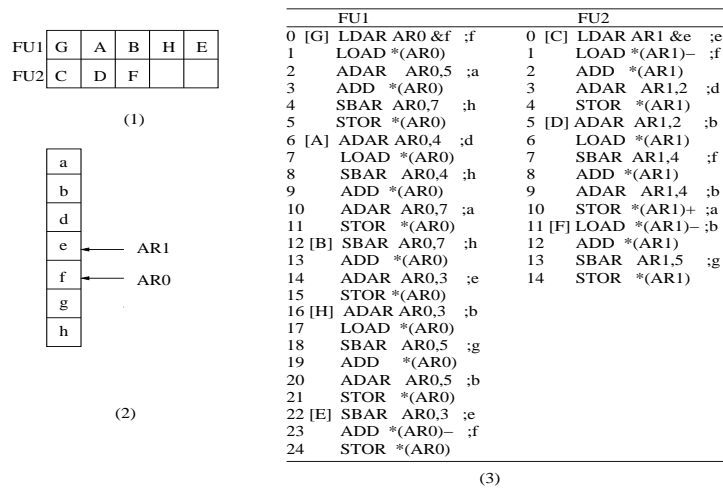 FU1 G A B H E
FU2 C D F
(1)
a
b
d
e AR1
f AR0
g
h
(2)
FU1 FU2
0 [G] LDAR AR0 &f ;f 0 [C] LDAR AR1 &e ;e
1 LOAD *(AR0) 1 LOAD *(AR1)– ;f
2 ADAR AR0,5 ;a 2 ADD *(AR1)
3 ADD *(AR0) 3 ADAR AR1,2 ;d
4 SBAR AR0,7 ;h 4 STOR *(AR1)
5 STOR *(AR0) 5 [D] ADAR AR1,2 ;b
6 [A] ADAR AR0,4 ;d 6 LOAD *(AR1)
7 LOAD *(AR0) 7 SBAR AR1,4 ;f
8 SBAR AR0,4 ;h 8 ADD *(AR1)
9 ADD *(AR0) 9 ADAR AR1,4 ;b
10 ADAR AR0,7 ;a 10 STOR *(AR1)+ ;a
11 STOR *(AR0) 11 [F] LOAD *(AR1)– ;b
12 [B] SBAR AR0,7 ;h 12 ADD *(AR1)
13 ADD *(AR0) 13 SBAR AR1,5 ;g
14 ADAR AR0,3 ;e 14 STOR *(AR1)
15 STOR *(AR0)
16 [H] ADAR AR0,3 ;b
17 LOAD *(AR0)
18 SBAR AR0,5 ;g
19 ADD *(AR0)
20 ADAR AR0,5 ;b
21 STOR *(AR0)
22 [E] SBAR AR0,3 ;e
23 ADD *(AR0)– ;f
24 STOR *(AR0)
(3)